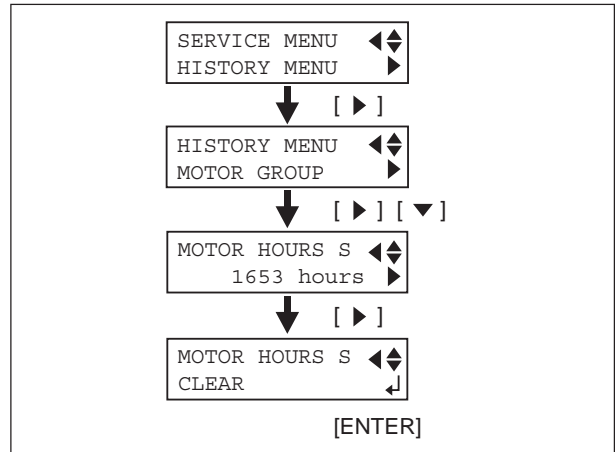 SERVICE MENU ◀▲▼
HISTORY MENU ▶
[ ▶ ]
HISTORY MENU ◀▲▼
MOTOR GROUP ▶
[ ▶ ] [ ▼ ]
MOTOR HOURS S ◀▲▼
1653 hours ▶
[ ▶ ]
MOTOR HOURS S ◀▲▼
CLEAR ↵
[ENTER]